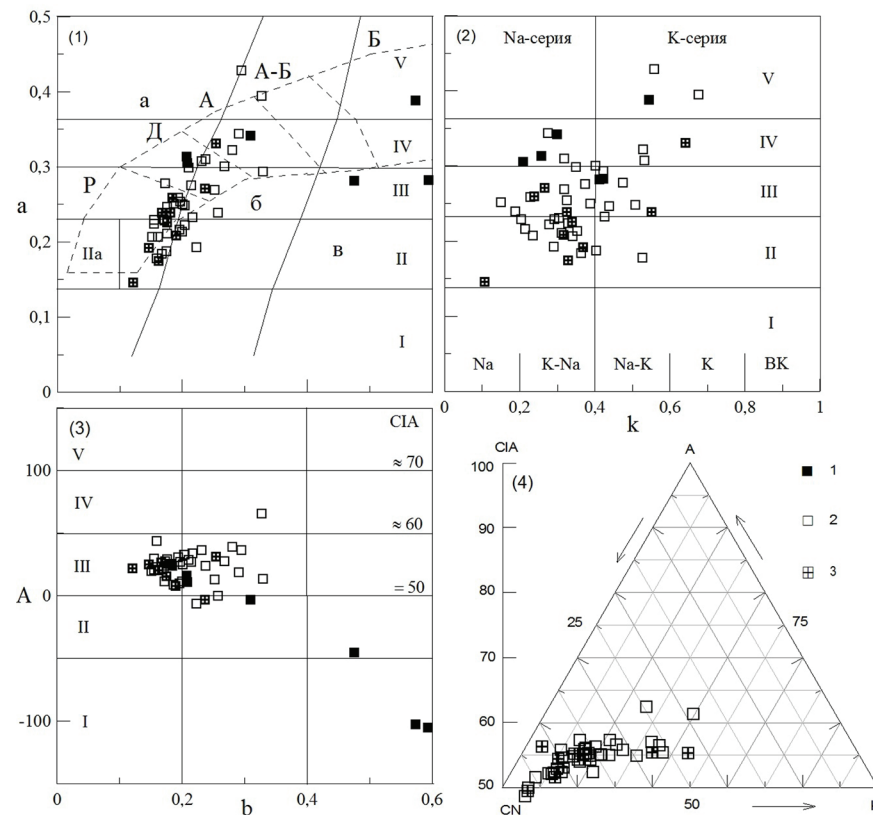 (1)
0,5
0,4
0,3
0,2
0,1
0
а
а
А
А-Б
Б
Д
Р
б
в
V
IV
III
II
I
IIa
(2)
Na-серия
K-серия
V
IV
III
II
I
Na
K-Na
Na-K
K
BK
0
0,2
0,4
0,6
0,8
1
k
(3)
CIA
V
≈ 70
100
IV
≈ 60
III
= 50
A
0
II
-100
I
0
0,2
0,4
0,6
b
CIA
(4)
A
100
90
80
70
60
50
25
75
CN
50
1
2
3